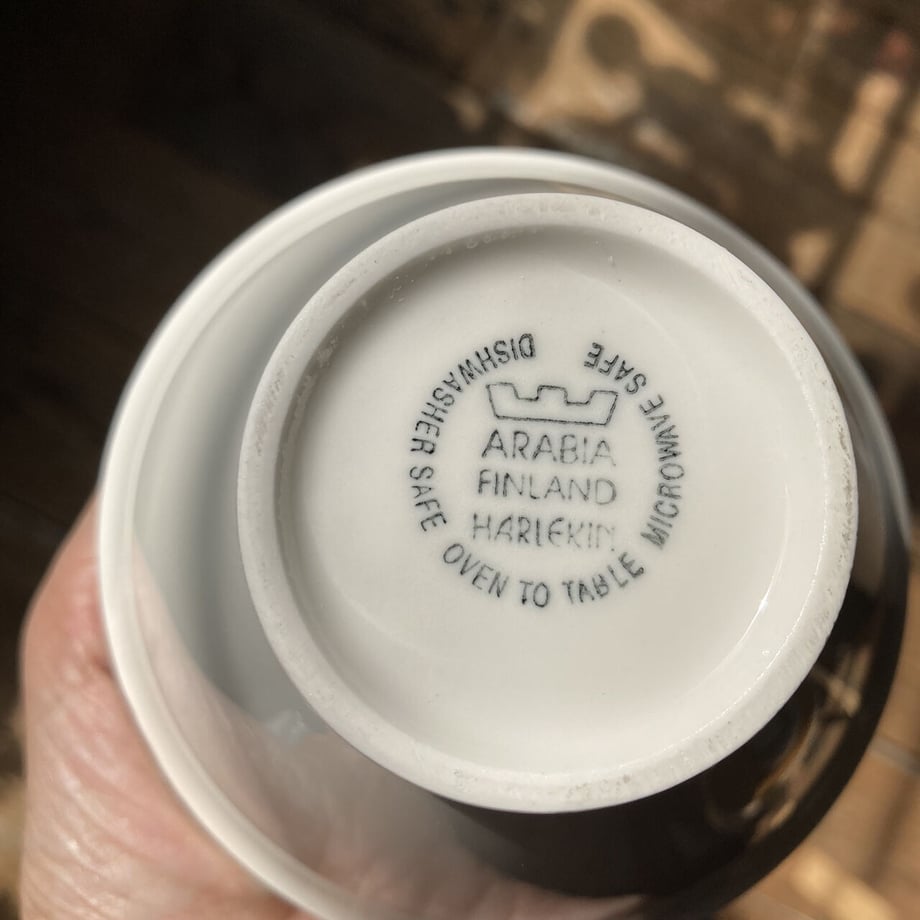 ARABIA
FINLAND
HARLEKIN
DISHWASHER SAFE OVEN TO TABLE MICROWAVE SAFE